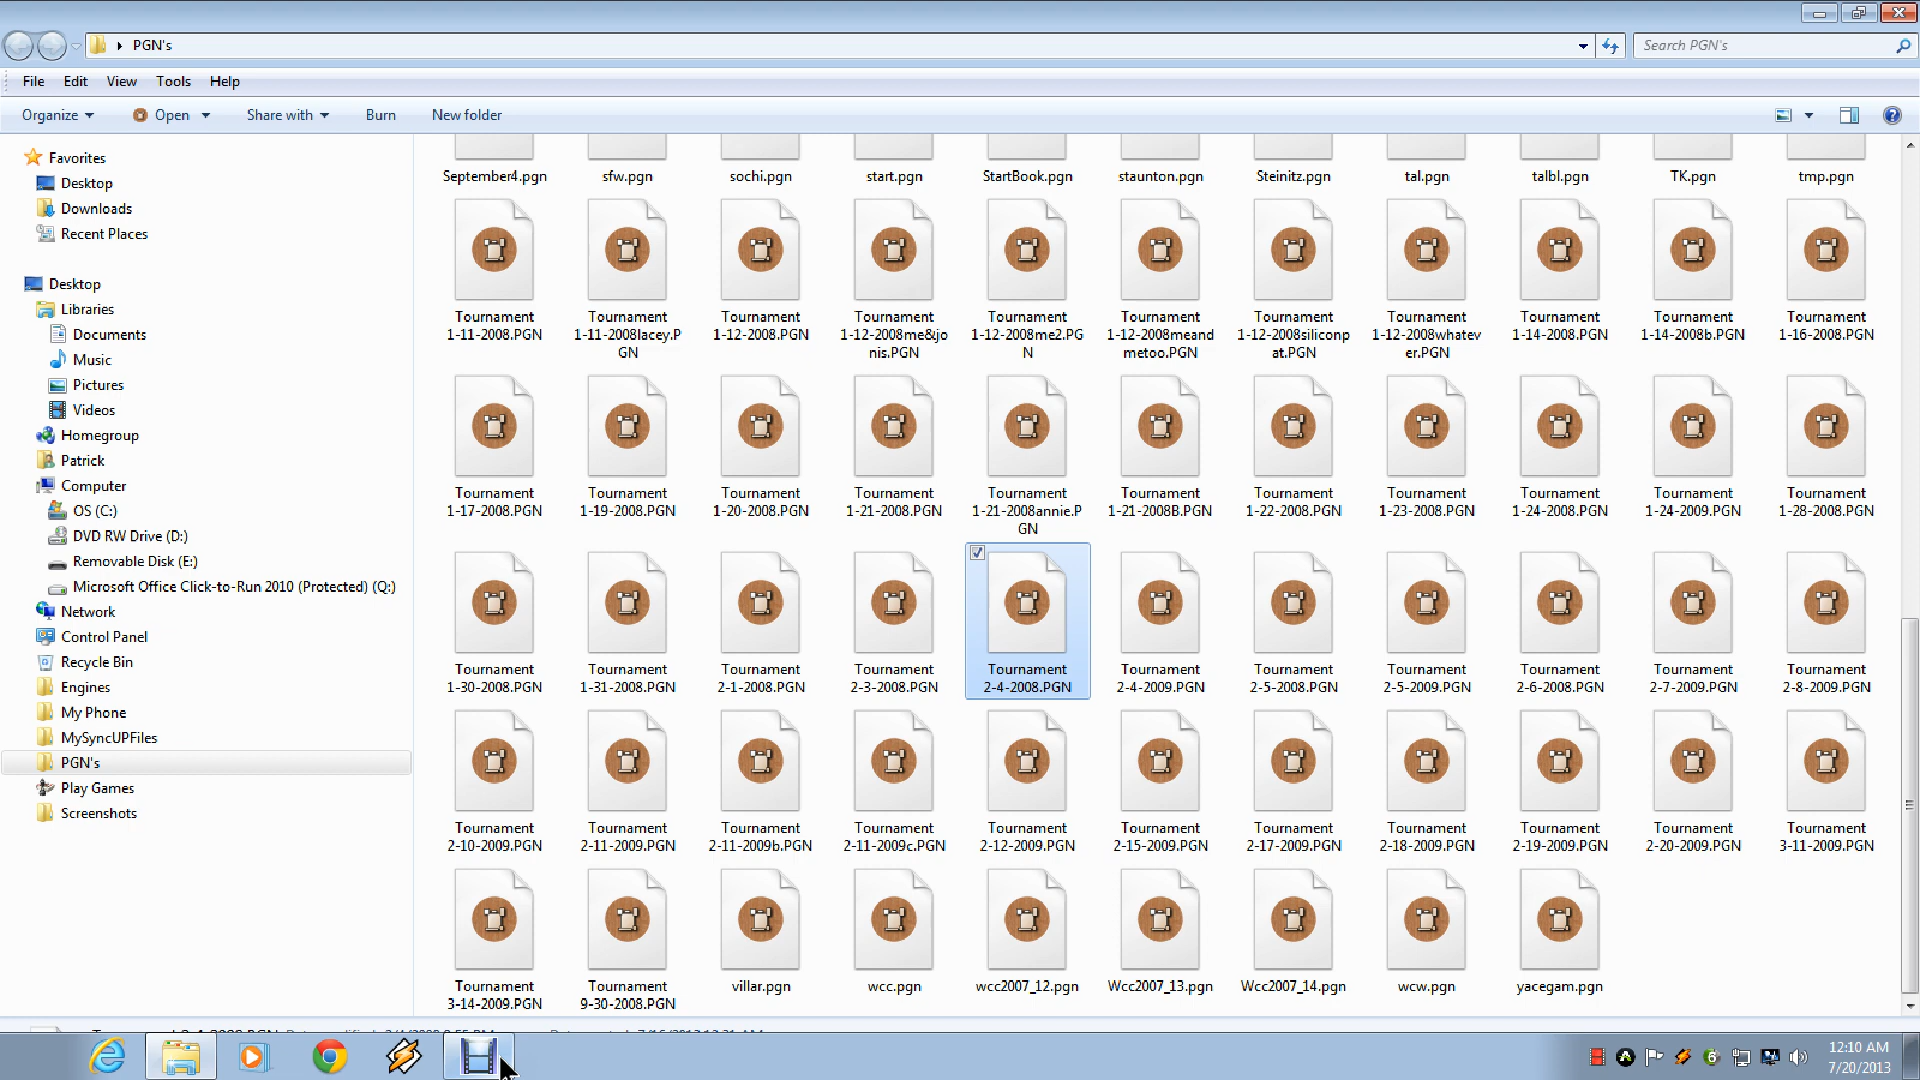 PGN's
Search PGN's
File Edit View Tools Help
Organize Open Share with Burn New folder
Favorites
Desktop
Downloads
Recent Places
Desktop
Libraries
Documents
Music
Pictures
Videos
Homegroup
Patrick
Computer
OS (C:)
DVD RW Drive (D:)
Removable Disk (E:)
Microsoft Office Click-to-Run 2010 (Protected) (Q:)
Network
Control Panel
Recycle Bin
Engines
My Phone
MySyncUPFiles
PGN's
Play Games
Screenshots
September4.pgn sfw.pgn sochi.pgn start.pgn StartBook.pgn staunton.pgn Steinitz.pgn tal.pgn talbl.pgn TK.pgn tmp.pgn
Tournament Tournament Tournament Tournament Tournament Tournament Tournament Tournament Tournament Tournament Tournament
1-11-2008.PGN 1-11-2008lacey.P 1-12-2008.PGN 1-12-2008me&jo 1-12-2008me2.PG 1-12-2008meand 1-12-2008siliconp 1-12-2008whatev 1-14-2008.PGN 1-14-2008b.PGN 1-16-2008.PGN
GN nis.PGN N metoo.PGN at.PGN er.PGN
Tournament Tournament Tournament Tournament Tournament Tournament Tournament Tournament Tournament Tournament Tournament
1-17-2008.PGN 1-19-2008.PGN 1-20-2008.PGN 1-21-2008.PGN 1-21-2008annie.P 1-21-2008B.PGN 1-22-2008.PGN 1-23-2008.PGN 1-24-2008.PGN 1-24-2009.PGN 1-28-2008.PGN
GN
Tournament Tournament Tournament Tournament Tournament Tournament Tournament Tournament Tournament Tournament Tournament
1-30-2008.PGN 1-31-2008.PGN 2-1-2008.PGN 2-3-2008.PGN 2-4-2008.PGN 2-4-2009.PGN 2-5-2008.PGN 2-5-2009.PGN 2-6-2008.PGN 2-7-2009.PGN 2-8-2009.PGN
Tournament Tournament Tournament Tournament Tournament Tournament Tournament Tournament Tournament Tournament Tournament
2-10-2009.PGN 2-11-2009.PGN 2-11-2009b.PGN 2-11-2009c.PGN 2-12-2009.PGN 2-15-2009.PGN 2-17-2009.PGN 2-18-2009.PGN 2-19-2009.PGN 2-20-2009.PGN 3-11-2009.PGN
Tournament Tournament villar.pgn wcc.pgn wcc2007_12.pgn Wcc2007_13.pgn Wcc2007_14.pgn wcw.pgn yacegam.pgn
3-14-2009.PGN 9-30-2008.PGN
12:10 AM
7/20/2013